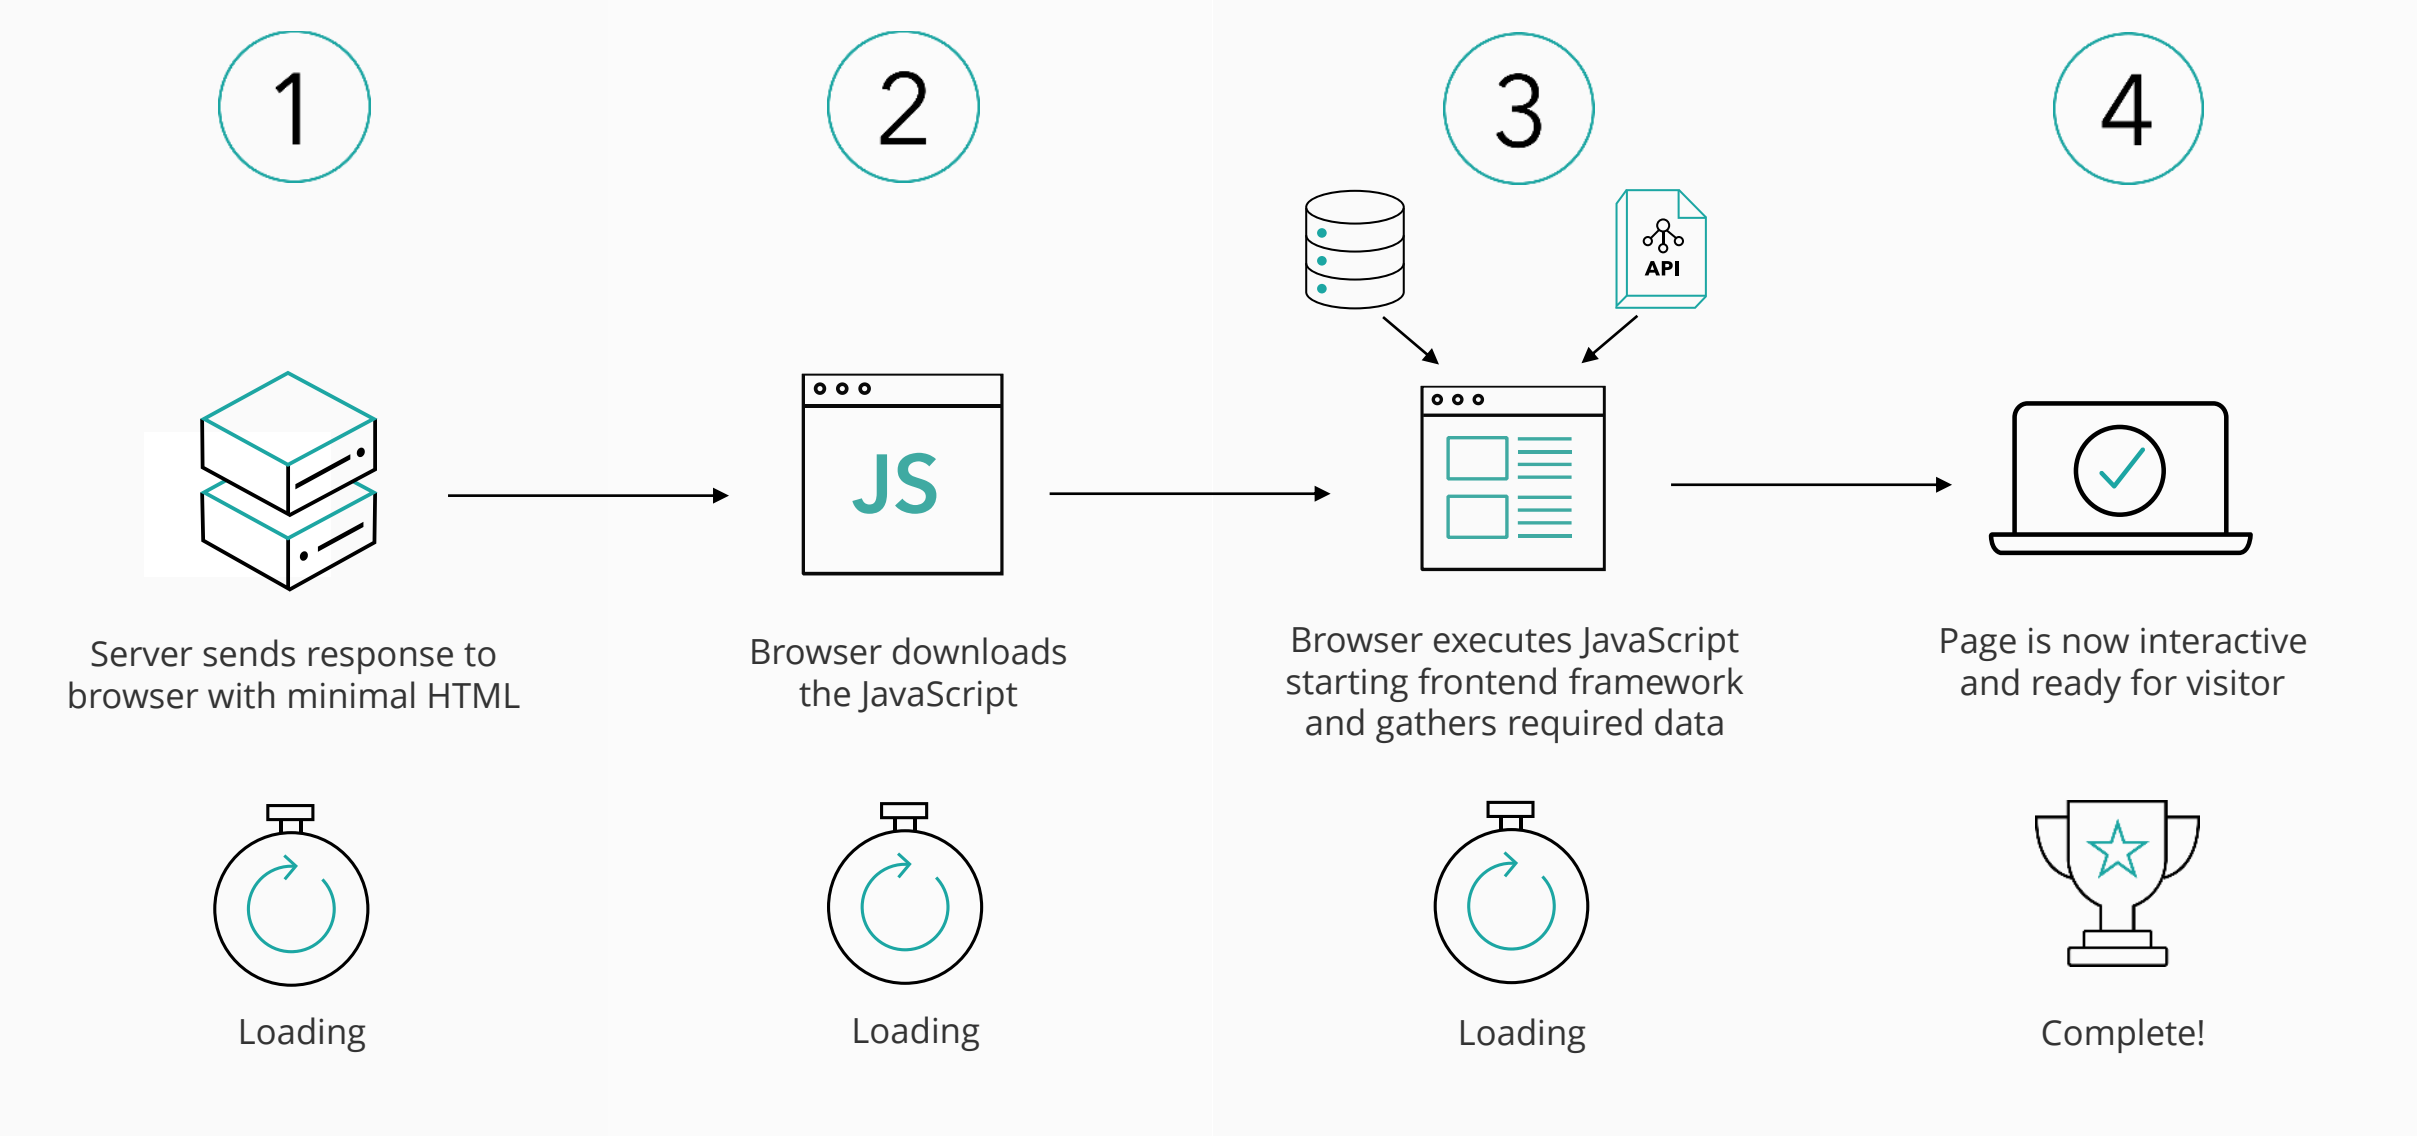 1
2
3
4
API
JS
Server sends response to
browser with minimal HTML
Browser downloads
the JavaScript
Browser executes JavaScript
starting frontend framework
and gathers required data
Page is now interactive
and ready for visitor
Loading
Loading
Loading
Complete!